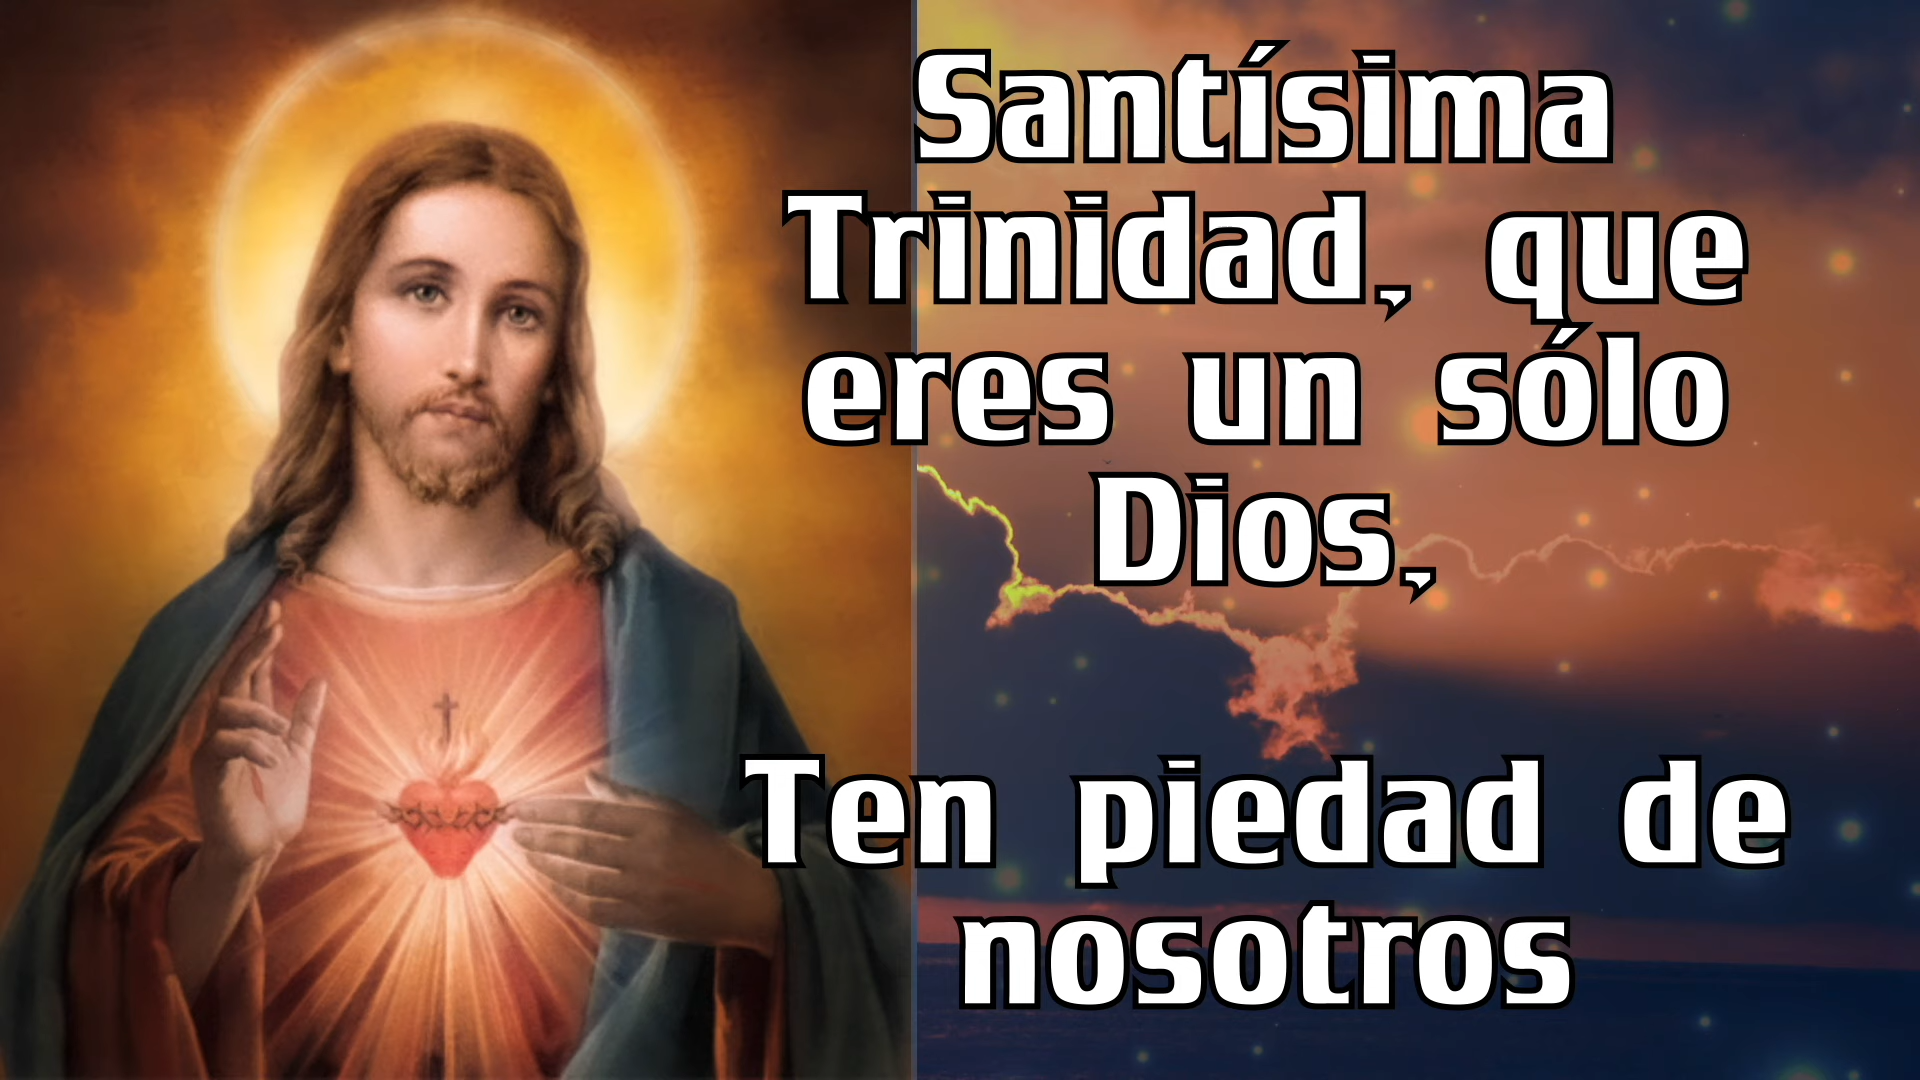 Santísima
Trinidad, que
eres un sólo
Dios,
Ten piedad de
nosotros